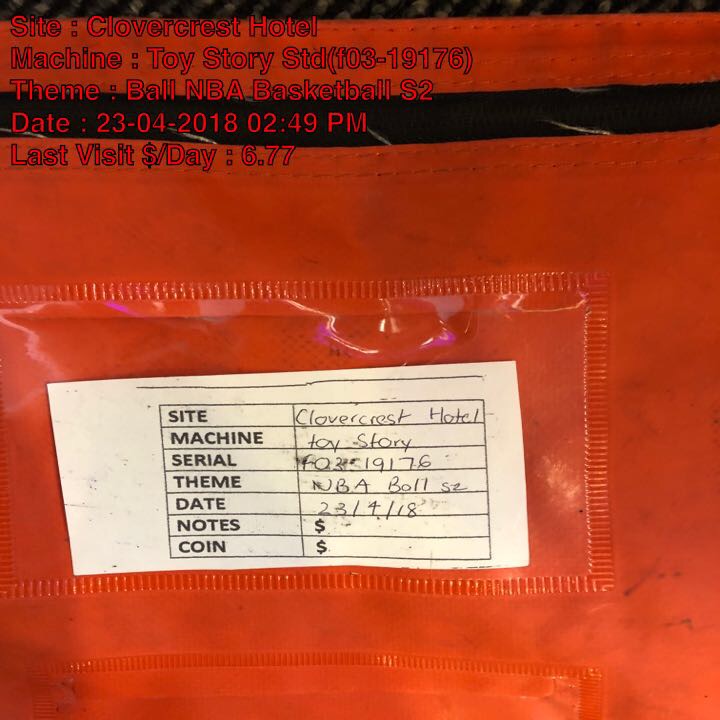 Site : Clovercrest Hotel
Machine : Toy Story Std(f03-19176)
Theme : Ball NBA Basketball S2
Date : 23-04-2018 02:49 PM
Last Visit $/Day : 6.77
SITE Clovercrest Hotel
MACHINE toy Story
SERIAL f03-19176
THEME NBA Boll S2
DATE 23/4/18
NOTES $
COIN $